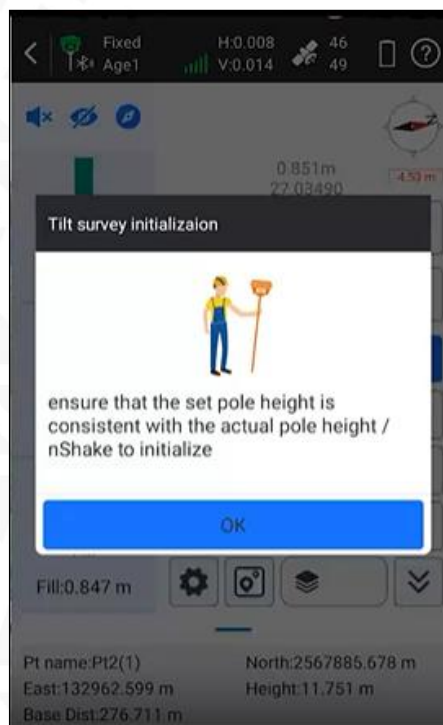 Fixed H:0.008 46
Age1 V:0.014 49
0.851m
27.03490
4.53 m
Tilt survey initializaion
ensure that the set pole height is
consistent with the actual pole height /
nShake to initialize
OK
Fill:0.847 m
Pt name:Pt2(1) North:2567885.678 m
East:132962.599 m Height:11.751 m
Base Dist:276.711 m